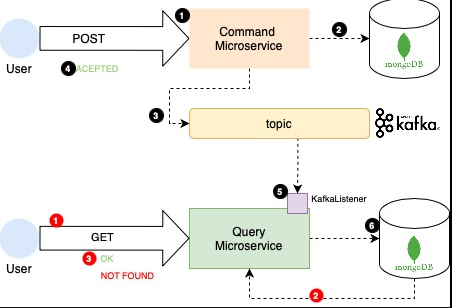 1
POST
Command
Microservice
2
mongoDB
User
4 ACEPTED
3
topic
kafka
5
KafkaListener
1
GET
Query
Microservice
6
3 OK
NOT FOUND
mongoDB
User
2